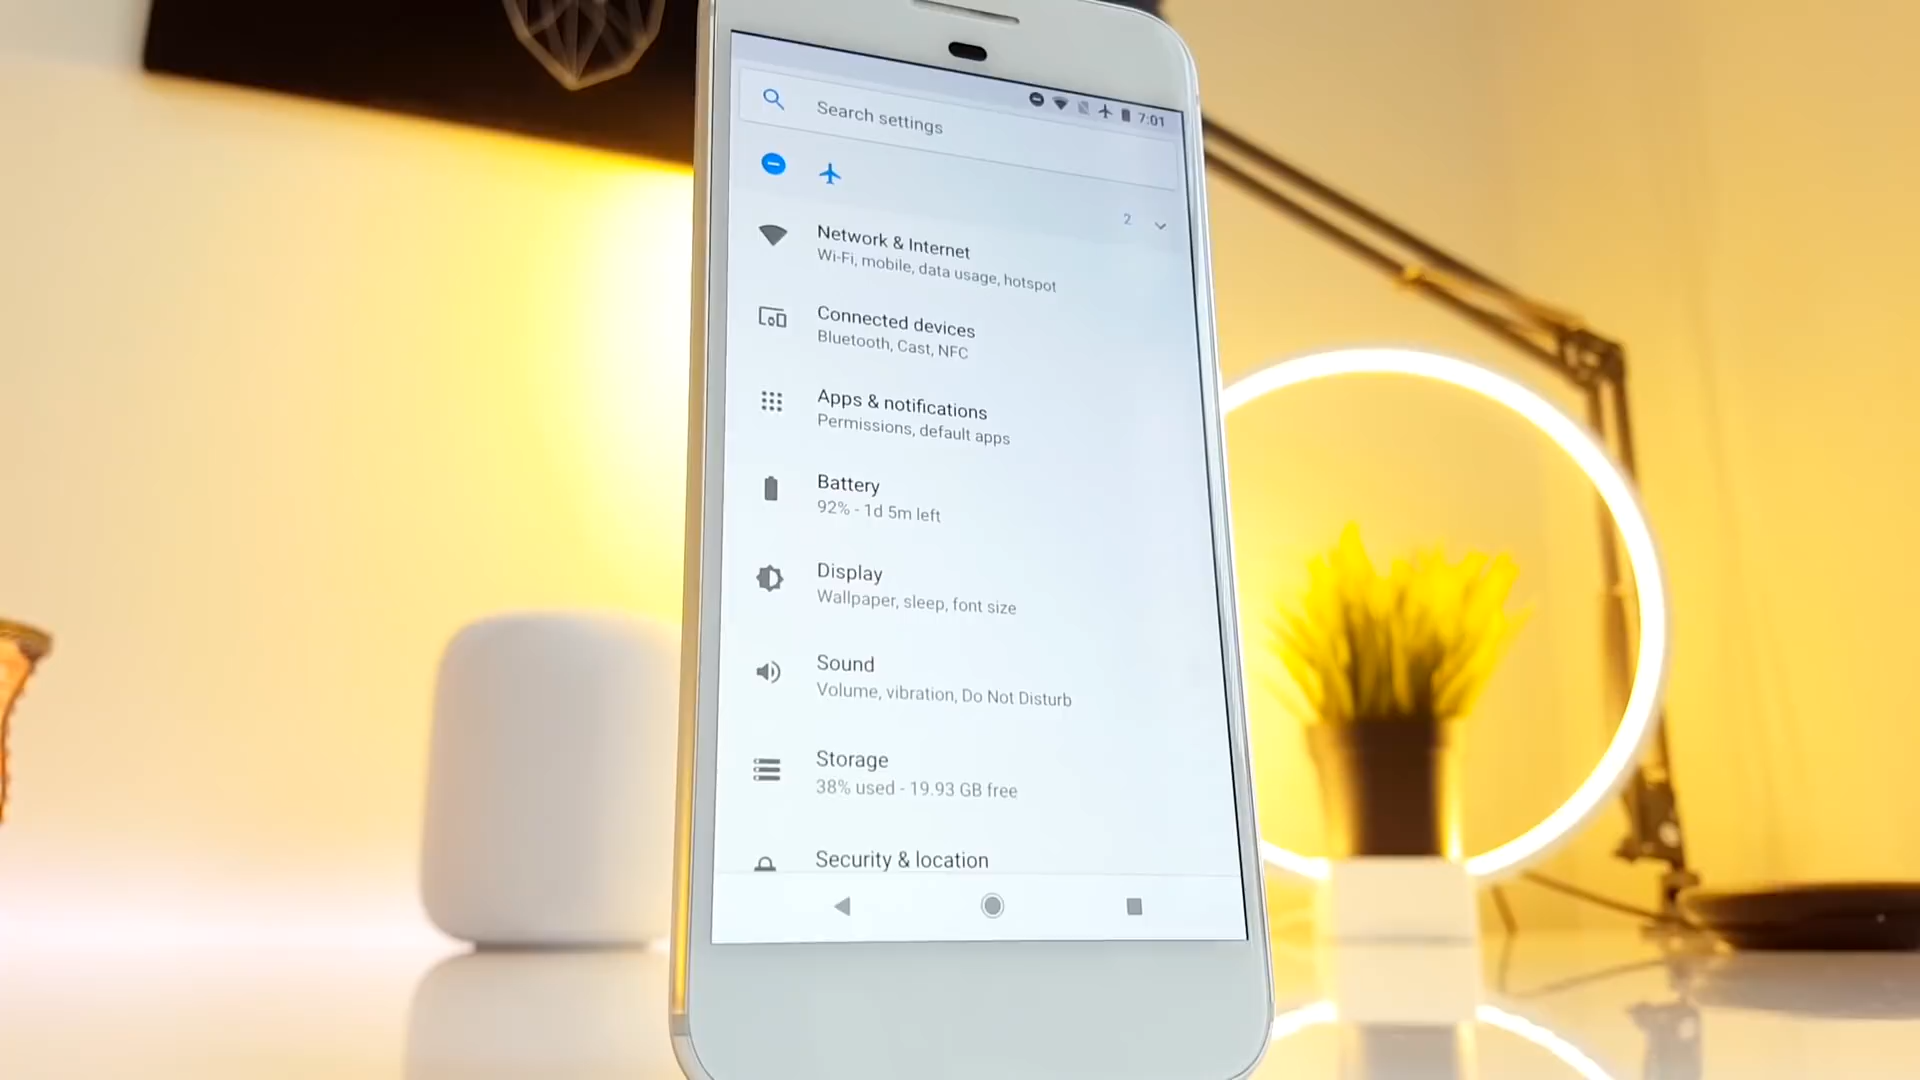 7:01
Search settings
2
Network & Internet
Wi-Fi, mobile, data usage, hotspot
Connected devices
Bluetooth, Cast, NFC
Apps & notifications
Permissions, default apps
Battery
92% - 1d 5m left
Display
Wallpaper, sleep, font size
Sound
Volume, vibration, Do Not Disturb
Storage
38% used - 19.93 GB free
Security & location